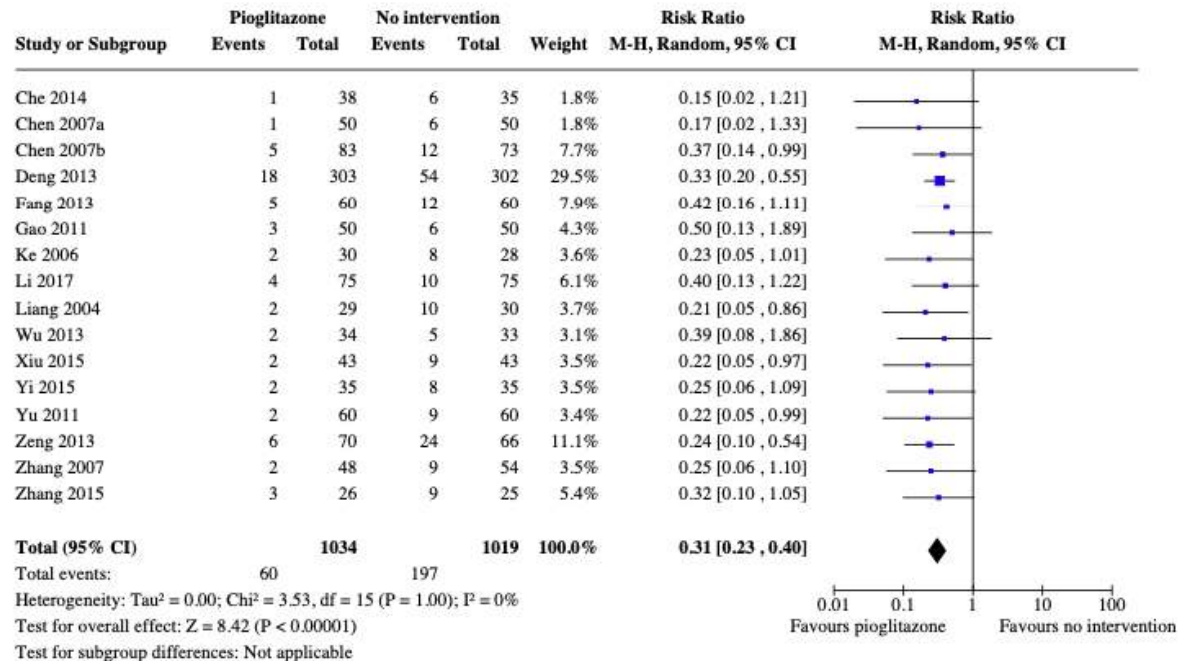 Pioglitazone No intervention Risk Ratio Risk Ratio
Study or Subgroup Events Total Events Total Weight M-H, Random, 95% CI M-H, Random, 95% CI
Che 2014 1 38 6 35 1.8% 0.15 [0.02 , 1.21]
Chen 2007a 1 50 6 50 1.8% 0.17 [0.02 , 1.33]
Chen 2007b 5 83 12 73 7.7% 0.37 [0.14 , 0.99]
Deng 2013 18 303 54 302 29.5% 0.33 [0.20 , 0.55]
Fang 2013 5 60 12 60 7.9% 0.42 [0.16 , 1.11]
Gao 2011 3 50 6 50 4.3% 0.50 [0.13 , 1.89]
Ke 2006 2 30 8 28 3.6% 0.23 [0.05 , 1.01]
Li 2017 4 75 10 75 6.1% 0.40 [0.13 , 1.22]
Liang 2004 2 29 10 30 3.7% 0.21 [0.05 , 0.86]
Wu 2013 2 34 5 33 3.1% 0.39 [0.08 , 1.86]
Xiu 2015 2 43 9 43 3.5% 0.22 [0.05 , 0.97]
Yi 2015 2 35 8 35 3.5% 0.25 [0.06 , 1.09]
Yu 2011 2 60 9 60 3.4% 0.22 [0.05 , 0.99]
Zeng 2013 6 70 24 66 11.1% 0.24 [0.10 , 0.54]
Zhang 2007 2 48 9 54 3.5% 0.25 [0.06 , 1.10]
Zhang 2015 3 26 9 25 5.4% 0.32 [0.10 , 1.05]
Total (95% CI) 1034 1019 100.0% 0.31 [0.23 , 0.40]
Total events: 60 197
Heterogeneity: Tau² = 0.00; Chi² = 3.53, df = 15 (P = 1.00); I² = 0%
Test for overall effect: Z = 8.42 (P < 0.00001)
Test for subgroup differences: Not applicable
0.01 0.1 1 10 100
Favours pioglitazone Favours no intervention